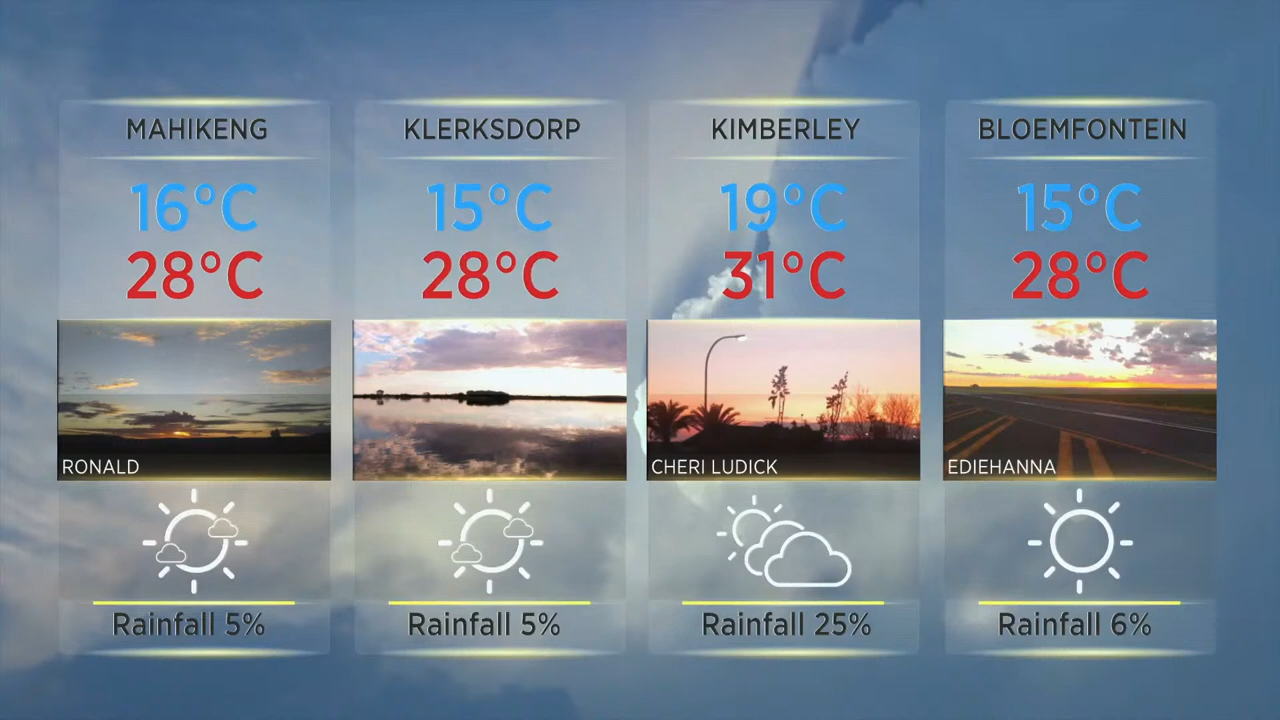 MAHIKENG
16°C
28°C
RONALD
Rainfall 5%
KLERKSDORP
15°C
28°C
Rainfall 5%
KIMBERLEY
19°C
31°C
CHERI LUDICK
Rainfall 25%
BLOEMFONTEIN
15°C
28°C
EDIEHANNA
Rainfall 6%